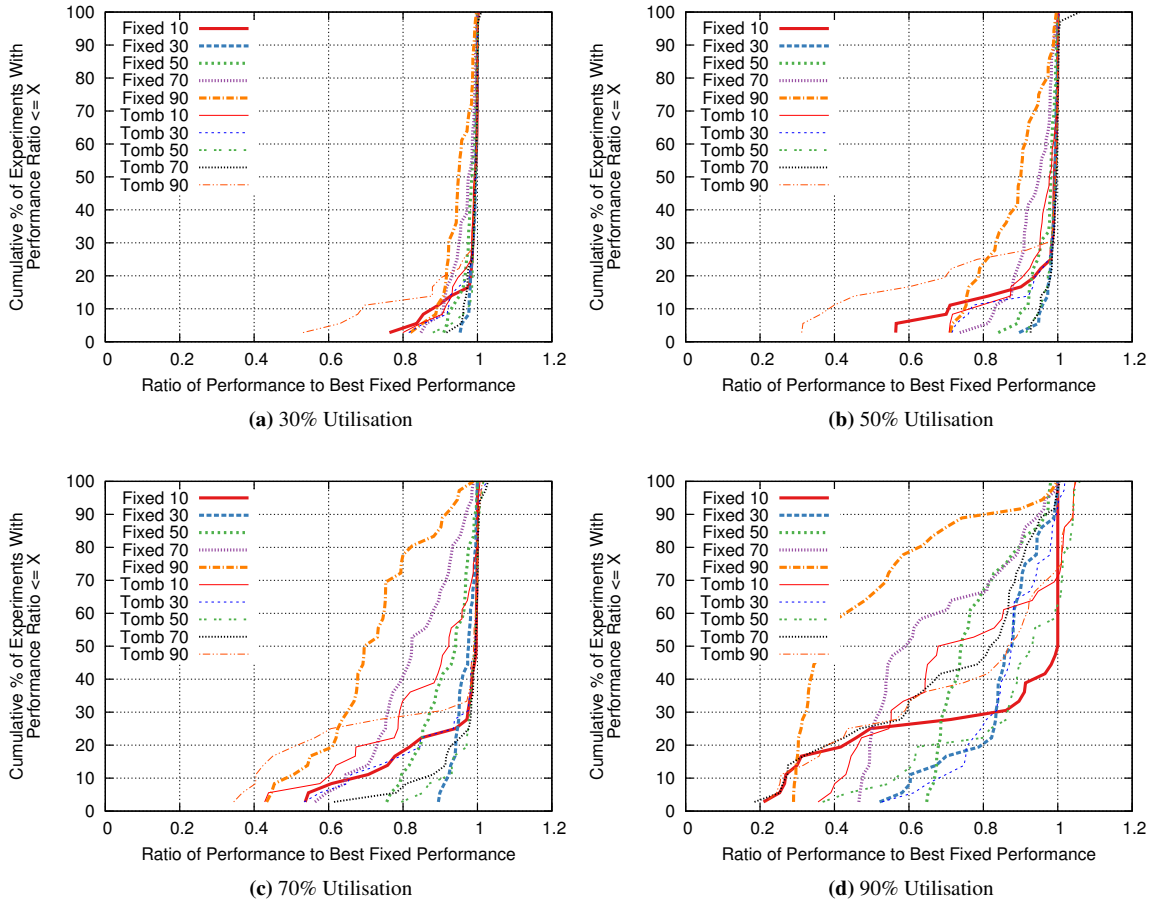 Cumulative % of Experiments With
Performance Ratio <= X
100
90
80
70
60
50
40
30
20
10
0
Fixed 10
Fixed 30
Fixed 50
Fixed 70
Fixed 90
Tomb 10
Tomb 30
Tomb 50
Tomb 70
Tomb 90
0 0.2 0.4 0.6 0.8 1 1.2
Ratio of Performance to Best Fixed Performance
(a) 30% Utilisation
Cumulative % of Experiments With
Performance Ratio <= X
100
90
80
70
60
50
40
30
20
10
0
Fixed 10
Fixed 30
Fixed 50
Fixed 70
Fixed 90
Tomb 10
Tomb 30
Tomb 50
Tomb 70
Tomb 90
0 0.2 0.4 0.6 0.8 1 1.2
Ratio of Performance to Best Fixed Performance
(b) 50% Utilisation
Cumulative % of Experiments With
Performance Ratio <= X
100
90
80
70
60
50
40
30
20
10
0
Fixed 10
Fixed 30
Fixed 50
Fixed 70
Fixed 90
Tomb 10
Tomb 30
Tomb 50
Tomb 70
Tomb 90
0 0.2 0.4 0.6 0.8 1 1.2
Ratio of Performance to Best Fixed Performance
(c) 70% Utilisation
Cumulative % of Experiments With
Performance Ratio <= X
100
90
80
70
60
50
40
30
20
10
0
Fixed 10
Fixed 30
Fixed 50
Fixed 70
Fixed 90
Tomb 10
Tomb 30
Tomb 50
Tomb 70
Tomb 90
0 0.2 0.4 0.6 0.8 1 1.2
Ratio of Performance to Best Fixed Performance
(d) 90% Utilisation